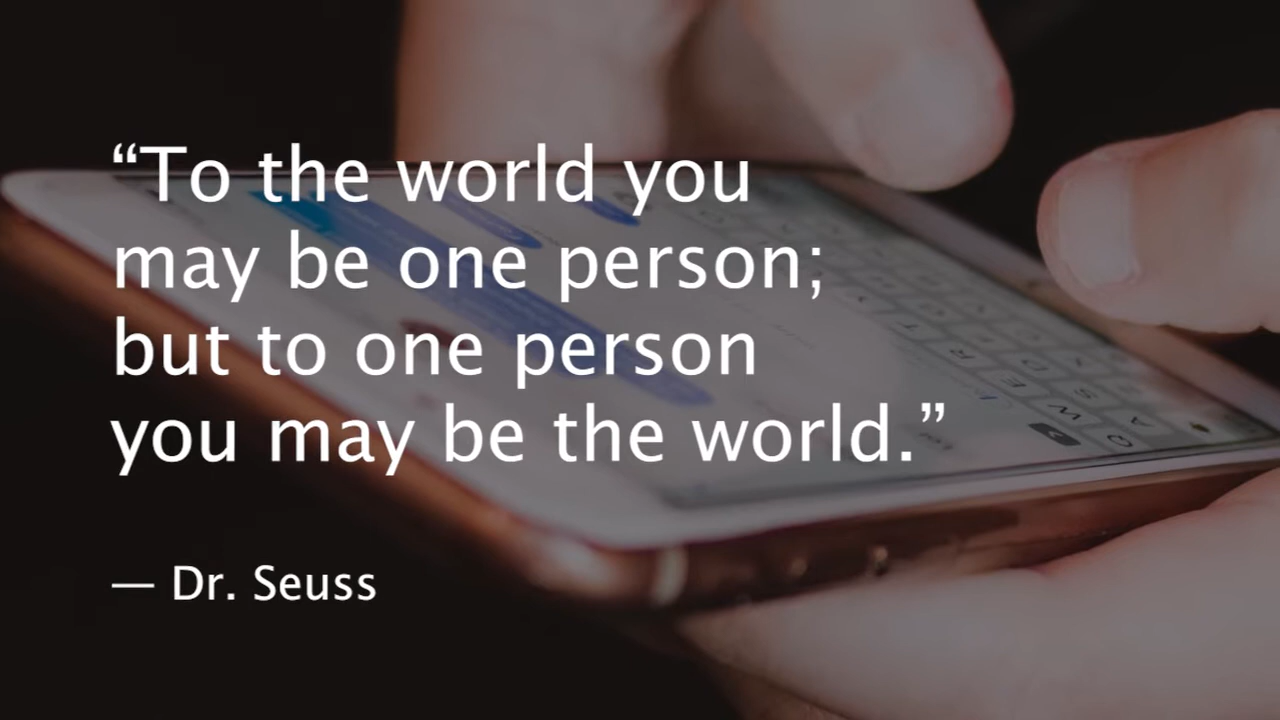 “To the world you
may be one person;
but to one person
you may be the world.”
— Dr. Seuss